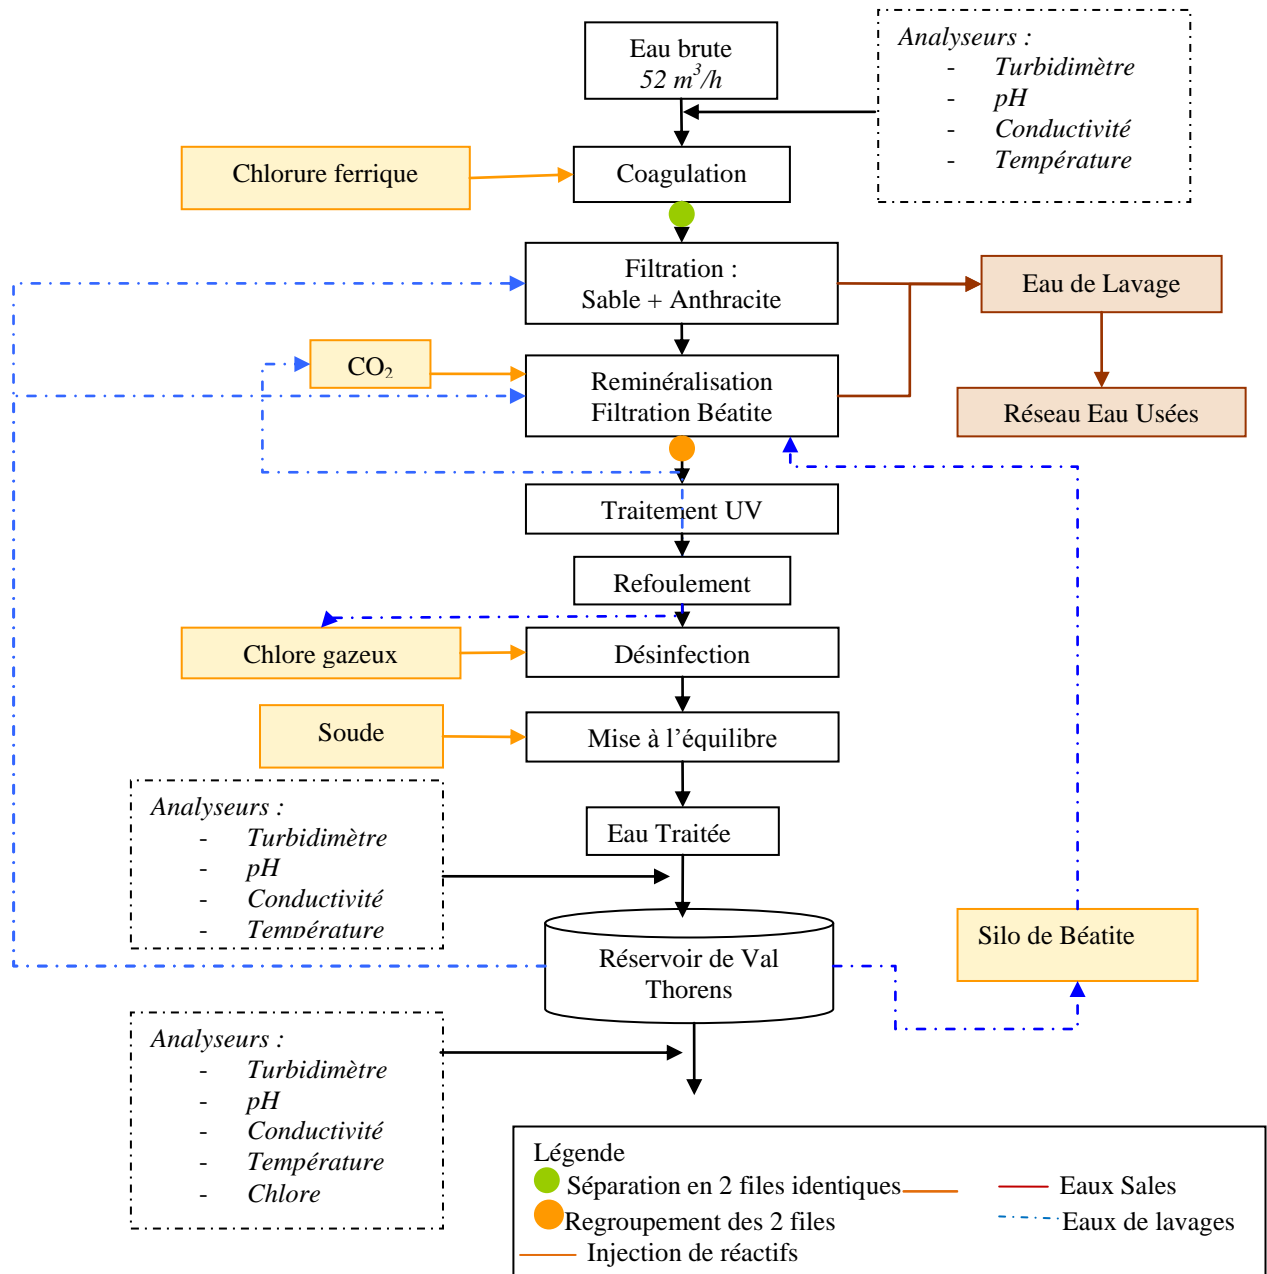 Eau brute
52 m³/h
Analyseurs :
- Turbidimètre
- pH
- Conductivité
- Température
Chlorure ferrique
Coagulation
Filtration :
Sable + Anthracite
Eau de Lavage
CO₂
Reminéralisation
Filtration Béatite
Réseau Eau Usées
Traitement UV
Refoulement
Chlore gazeux
Désinfection
Soude
Mise à l'équilibre
Analyseurs :
- Turbidimètre
- pH
- Conductivité
- Température
Eau Traitée
Silo de Béatite
Réservoir de Val
Thorens
Analyseurs :
- Turbidimètre
- pH
- Conductivité
- Température
- Chlore
Légende
Séparation en 2 files identiques
Eaux Sales
Regroupement des 2 files
Eaux de lavages
Injection de réactifs